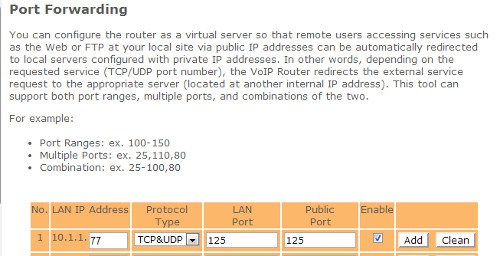 Port Forwarding
You can configure the router as a virtual server so that remote users accessing services such
as the Web or FTP at your local site via public IP addresses can be automatically redirected
to local servers configured with private IP addresses. In other words, depending on the
requested service (TCP/UDP port number), the VoIP Router redirects the external service
request to the appropriate server (located at another internal IP address). This tool can
support both port ranges, multiple ports, and combinations of the two.
For example:
• Port Ranges: ex. 100-150
• Multiple Ports: ex. 25,110,80
• Combination: ex. 25-100,80
No. LAN IP Address Protocol Type LAN Port Public Port Enable
1 10.1.1. 77 TCP&UDP 125 125 Add Clean